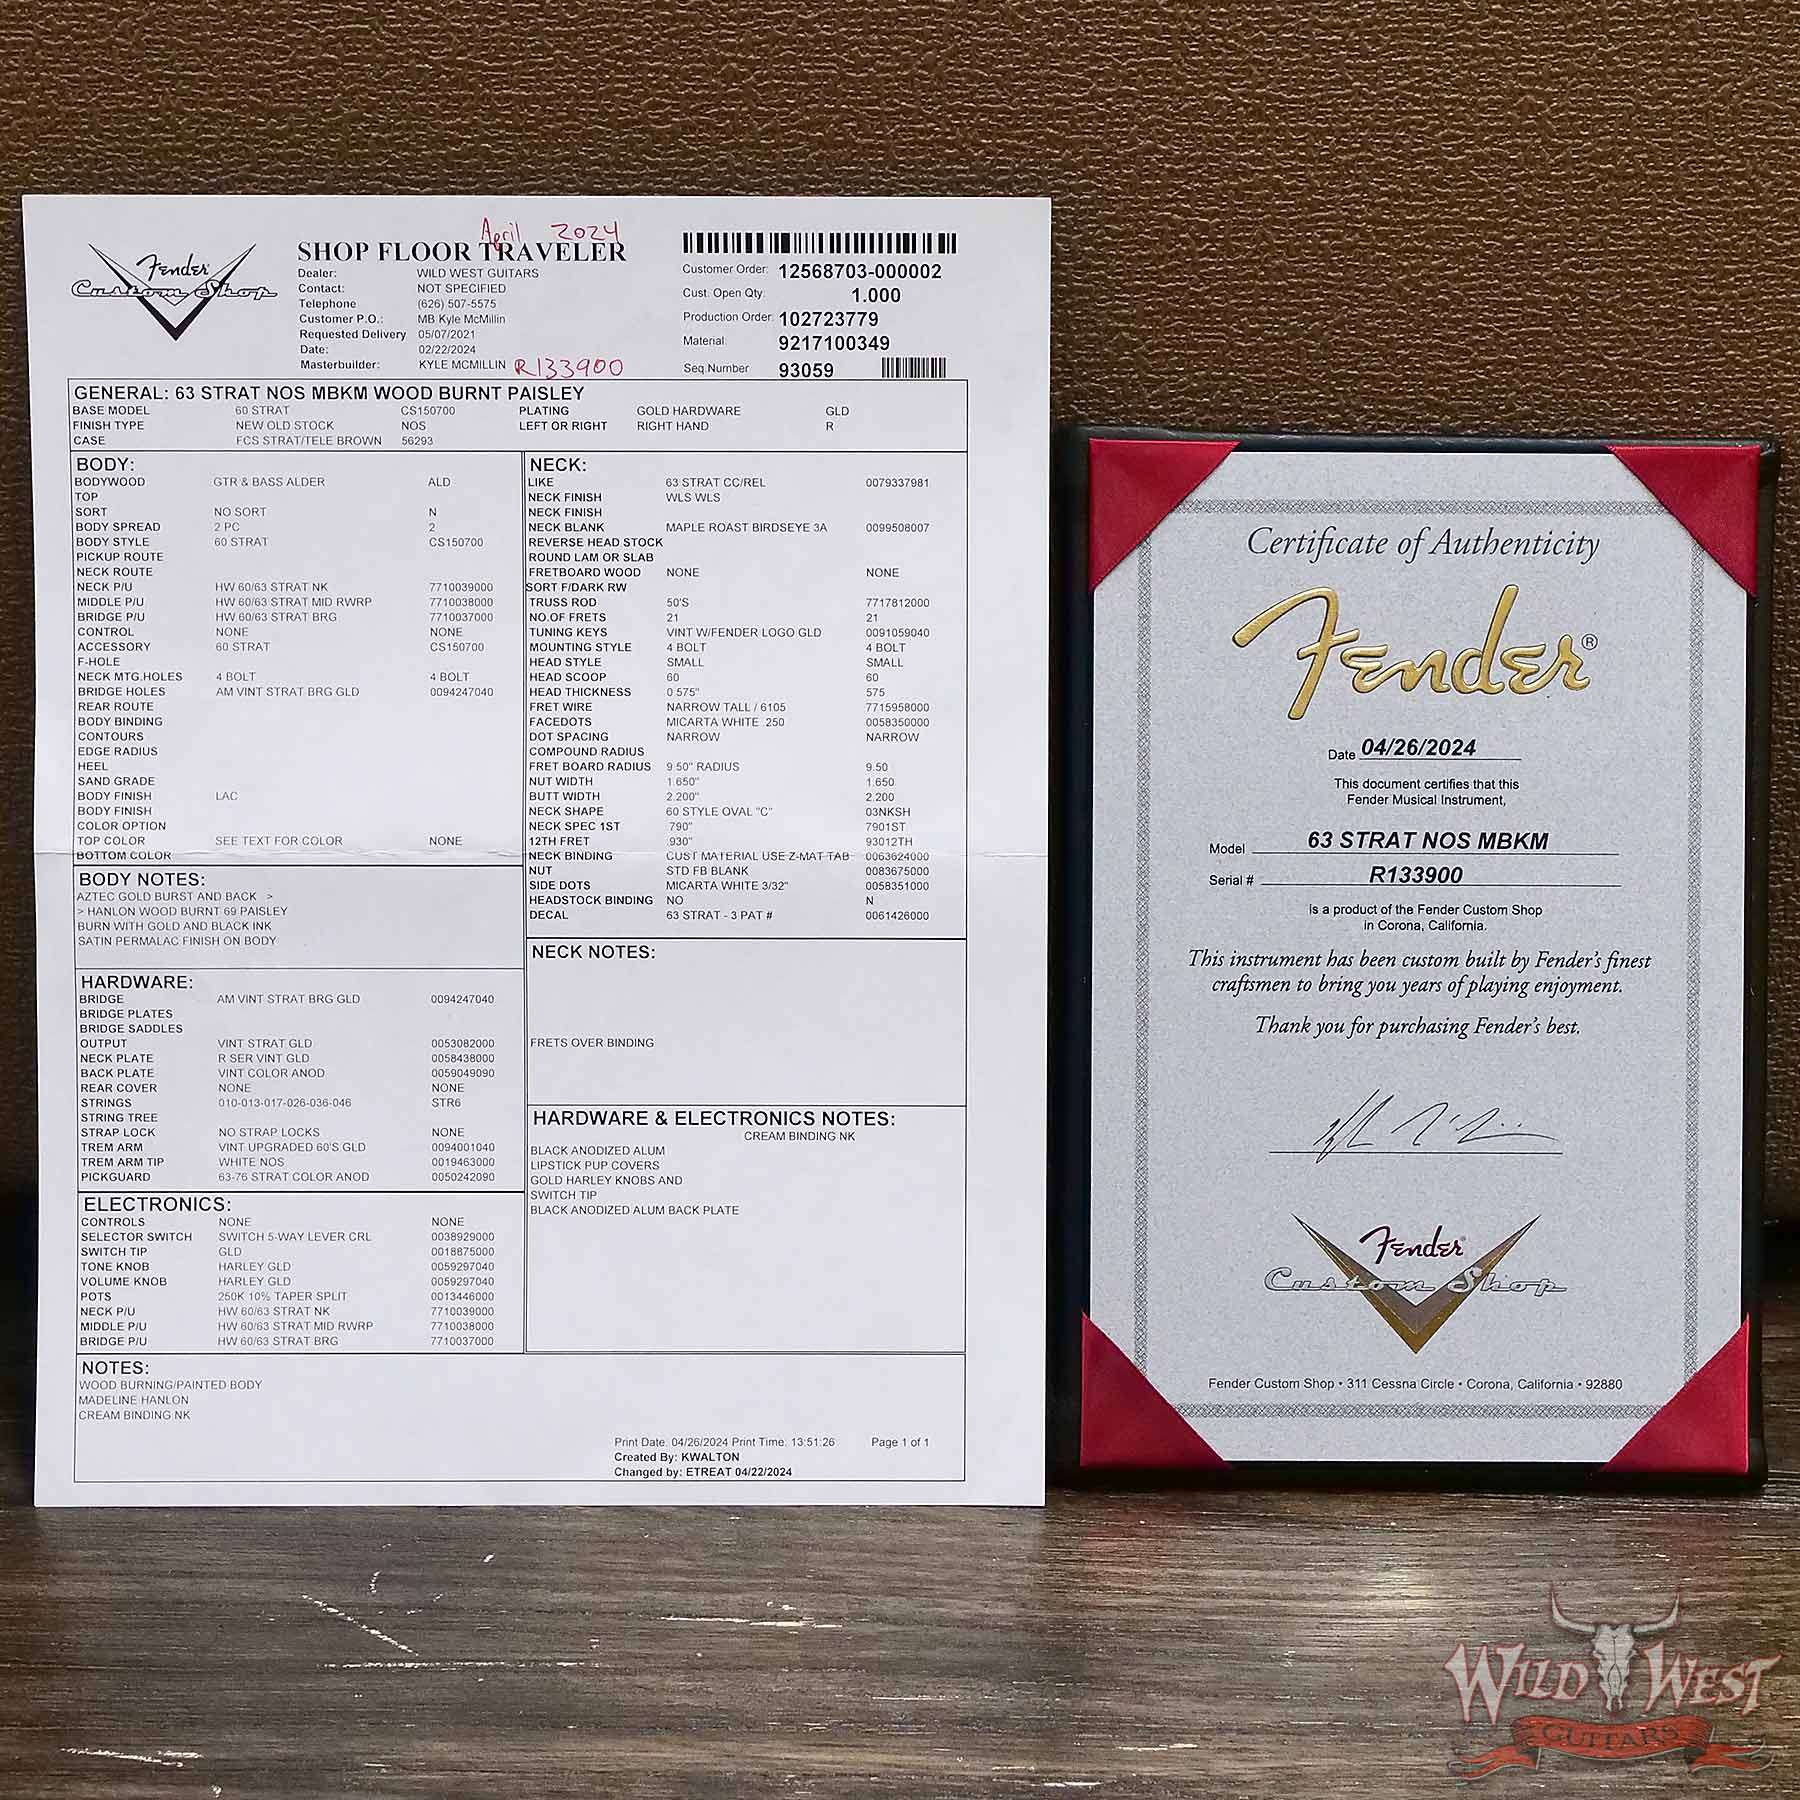 April 2024
Fender
Custom Shop
SHOP FLOOR TRAVELER
Dealer: WILD WEST GUITARS
Contact: NOT SPECIFIED
Telephone (626) 507-5575
Customer P.O.: MB Kyle McMillin
Requested Delivery 05/07/2021
Date: 02/22/2024
Masterbuilder: KYLE MCMILLIN R133900
Customer Order: 12568703-000002
Cust. Open Qty: 1.000
Production Order: 102723779
Material: 9217100349
Seq.Number 93059
GENERAL: 63 STRAT NOS MBKM WOOD BURNT PAISLEY
BASE MODEL 60 STRAT CS150700 PLATING GOLD HARDWARE GLD
FINISH TYPE NEW OLD STOCK NOS LEFT OR RIGHT RIGHT HAND R
CASE FCS STRAT/TELE BROWN 56293
BODY:
BODYWOOD GTR & BASS ALDER ALD
TOP
SORT NO SORT N
BODY SPREAD 2 PC 2
BODY STYLE 60 STRAT CS150700
PICKUP ROUTE
NECK ROUTE
NECK P/U HW 60/63 STRAT NK 7710039000
MIDDLE P/U HW 60/63 STRAT MID RWRP 7710038000
BRIDGE P/U HW 60/63 STRAT BRG 7710037000
CONTROL NONE NONE
ACCESSORY 60 STRAT CS150700
F-HOLE
NECK MTG.HOLES 4 BOLT 4 BOLT
BRIDGE HOLES AM VINT STRAT BRG GLD 0094247040
REAR ROUTE
BODY BINDING
CONTOURS
EDGE RADIUS
HEEL
SAND GRADE
BODY FINISH LAC
BODY FINISH
COLOR OPTION
TOP COLOR SEE TEXT FOR COLOR NONE
BOTTOM COLOR
BODY NOTES:
AZTEC GOLD BURST AND BACK >
> HANLON WOOD BURNT 69 PAISLEY
BURN WITH GOLD AND BLACK INK
SATIN PERMALAC FINISH ON BODY
HARDWARE:
BRIDGE AM VINT STRAT BRG GLD 0094247040
BRIDGE PLATES
BRIDGE SADDLES
OUTPUT VINT STRAT GLD 0053082000
NECK PLATE R SER VINT GLD 0058438000
BACK PLATE VINT COLOR ANOD 0059049090
REAR COVER NONE NONE
STRINGS 010-013-017-026-036-046 STR6
STRING TREE
STRAP LOCK NO STRAP LOCKS NONE
TREM ARM VINT UPGRADED 60'S GLD 0094001040
TREM ARM TIP WHITE NOS 0019463000
PICKGUARD 63-76 STRAT COLOR ANOD 0050242090
ELECTRONICS:
CONTROLS NONE NONE
SELECTOR SWITCH SWITCH 5-WAY LEVER CRL 0038929000
SWITCH TIP GLD 0018875000
TONE KNOB HARLEY GLD 0059297040
VOLUME KNOB HARLEY GLD 0059297040
POTS 250K 10% TAPER SPLIT 0013446000
NECK P/U HW 60/63 STRAT NK 7710039000
MIDDLE P/U HW 60/63 STRAT MID RWRP 7710038000
BRIDGE P/U HW 60/63 STRAT BRG 7710037000
NECK:
LIKE 63 STRAT CC/REL 0079337981
NECK FINISH WLS WLS
NECK FINISH
NECK BLANK MAPLE ROAST BIRDSEYE 3A 0099508007
REVERSE HEAD STOCK
ROUND LAM OR SLAB
FRETBOARD WOOD NONE NONE
SORT F/DARK RW
TRUSS ROD 50'S 7717812000
NO.OF FRETS 21 21
TUNING KEYS VINT W/FENDER LOGO GLD 0091059040
MOUNTING STYLE 4 BOLT 4 BOLT
HEAD STYLE SMALL SMALL
HEAD SCOOP 60 60
HEAD THICKNESS 0.575" 575
FRET WIRE NARROW TALL / 6105 7715958000
FACEDOTS MICARTA WHITE .250 0058350000
DOT SPACING NARROW NARROW
COMPOUND RADIUS
FRET BOARD RADIUS 9.50" RADIUS 9.50
NUT WIDTH 1.650" 1.650
BUTT WIDTH 2.200" 2.200
NECK SHAPE 60 STYLE OVAL "C" 03NKSH
NECK SPEC 1ST .790" 7901ST
12TH FRET .930" 93012TH
NECK BINDING CUST MATERIAL USE Z-MAT TAB 0063624000
NUT STD FB BLANK 0083675000
SIDE DOTS MICARTA WHITE 3/32" 0058351000
HEADSTOCK BINDING NO N
DECAL 63 STRAT - 3 PAT # 0061426000
NECK NOTES:
FRETS OVER BINDING
HARDWARE & ELECTRONICS NOTES:
CREAM BINDING NK
BLACK ANODIZED ALUM
LIPSTICK PUP COVERS
GOLD HARLEY KNOBS AND
SWITCH TIP
BLACK ANODIZED ALUM BACK PLATE
NOTES:
WOOD BURNING/PAINTED BODY
MADELINE HANLON
CREAM BINDING NK
Print Date. 04/26/2024 Print Time. 13:51:26 Page 1 of 1
Created By: KWALTON
Changed by: ETREAT 04/22/2024
Certificate of Authenticity
Fender®
Date 04/26/2024
This document certifies that this
Fender Musical Instrument,
Model 63 STRAT NOS MBKM
Serial # R133900
is a product of the Fender Custom Shop
in Corona, California.
This instrument has been custom built by Fender's finest
craftsmen to bring you years of playing enjoyment.
Thank you for purchasing Fender's best.
Fender
Custom Shop
Fender Custom Shop • 311 Cessna Circle • Corona, California • 92880
WILD WEST
GUITARS